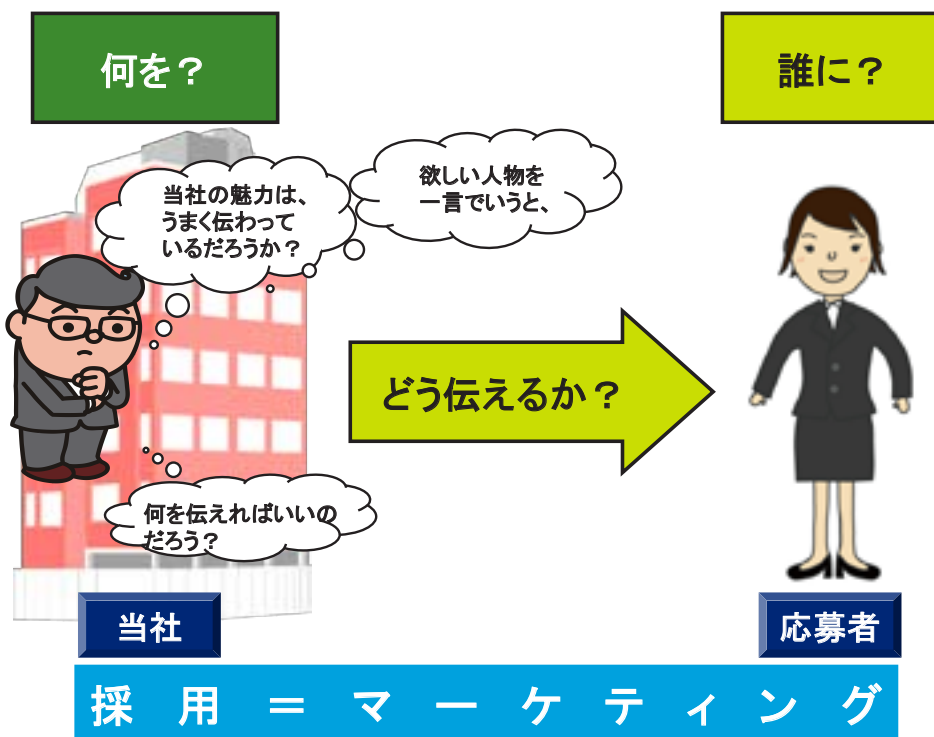 何を？
誰に？
当社の魅力は、
うまく伝わって
いるだろうか？
欲しい人物を
一言でいうと、
どう伝えるか？
何を伝えればいいの
だろう？
当社
応募者
採用＝マーケティング